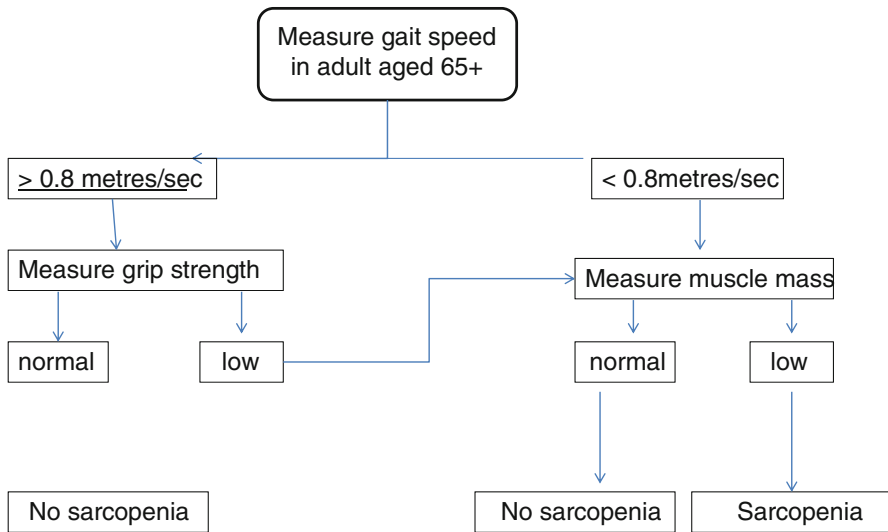 Measure gait speed
in adult aged 65+
> 0.8 metres/sec
< 0.8metres/sec
Measure grip strength
Measure muscle mass
normal
low
normal
low
No sarcopenia
No sarcopenia
Sarcopenia